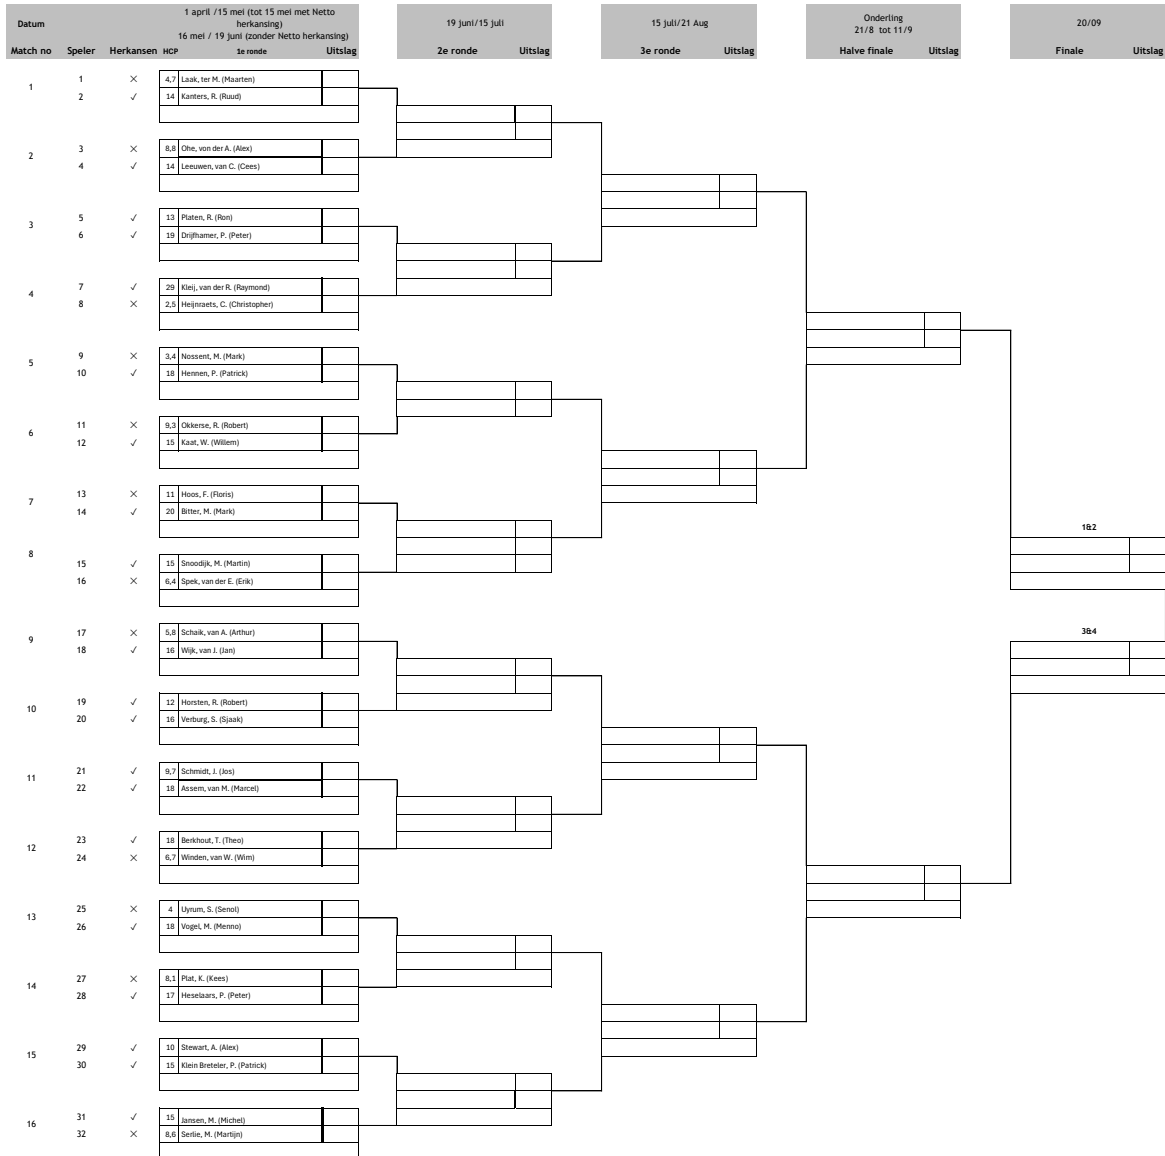 Datum
1 april /15 mei (tot 15 mei met Netto
herkansing)
16 mei / 19 juni (zonder Netto herkansing)
19 juni/15 juli
15 juli/21 Aug
Onderling
21/8 tot 11/9
20/09
Match no Speler Herkansen HCP 1e ronde Uitslag 2e ronde Uitslag 3e ronde Uitslag Halve finale Uitslag Finale Uitslag
1
1 × 4,7 Laak, ter M. (Maarten)
2 ✓ 14 Kanters, R. (Ruud)
2
3 × 8,8 Ohe, von der A. (Alex)
4 ✓ 14 Leeuwen, van C. (Cees)
3
5 ✓ 13 Platen, R. (Ron)
6 ✓ 19 Drijfhamer, P. (Peter)
4
7 ✓ 29 Kleij, van der R. (Raymond)
8 × 2,5 Heijnraets, C. (Christopher)
5
9 × 3,4 Nossent, M. (Mark)
10 ✓ 18 Hennen, P. (Patrick)
6
11 × 9,3 Okkerse, R. (Robert)
12 ✓ 15 Kaat, W. (Willem)
7
13 × 11 Hoos, F. (Floris)
14 ✓ 20 Bitter, M. (Mark)
1&2
8
15 ✓ 15 Snoodijk, M. (Martin)
16 × 6,4 Spek, van der E. (Erik)
9
17 × 5,8 Schaik, van A. (Arthur)
3&4
18 ✓ 16 Wijk, van J. (Jan)
10
19 ✓ 12 Horsten, R. (Robert)
20 ✓ 16 Verburg, S. (Sjaak)
11
21 ✓ 9,7 Schmidt, J. (Jos)
22 ✓ 18 Assem, van M. (Marcel)
12
23 ✓ 18 Berkhout, T. (Theo)
24 × 6,7 Winden, van W. (Wim)
13
25 × 4 Uyrum, S. (Senol)
26 ✓ 18 Vogel, M. (Menno)
14
27 × 8,1 Plat, K. (Kees)
28 ✓ 17 Heselaars, P. (Peter)
15
29 ✓ 10 Stewart, A. (Alex)
30 ✓ 15 Klein Breteler, P. (Patrick)
16
31 ✓ 15 Jansen, M. (Michel)
32 × 8,6 Serlie, M. (Martijn)